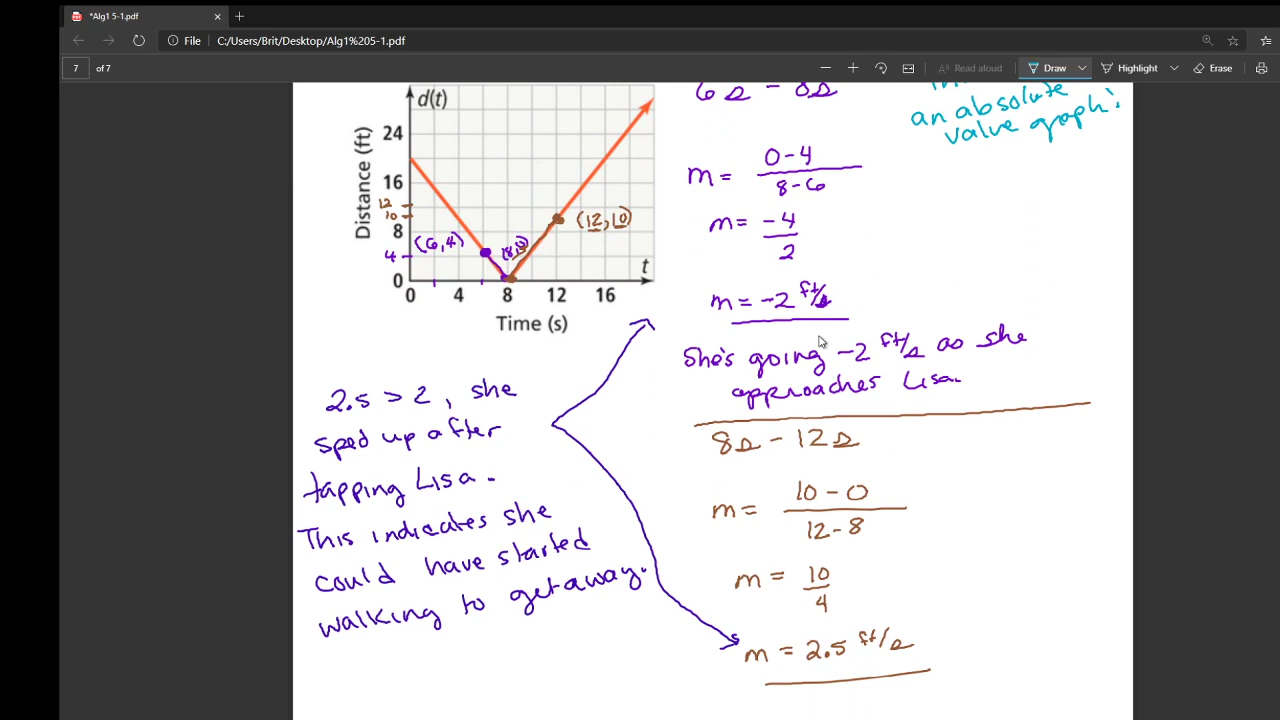 *Alg1 5-1.pdf
File C:/Users/Brit/Desktop/Alg1%205-1.pdf
7 of 7
Read aloud
Draw
Highlight
Erase
d(t)
Distance (ft)
24
16
12
10
8
4
0
(6,4)
(12,10)
t
0 4 8 12 16
Time (s)
an absolute
value graph?
m = 0-4
8-6
m = -4
2
m = -2 ft/s
She's going -2 ft/s as she
approaches Lisa.
8s - 12s
m = 10-0
12-8
m = 10
4
m = 2.5 ft/s
2.5 > 2, she
sped up after
tapping Lisa.
This indicates she
could have started
walking to get away.